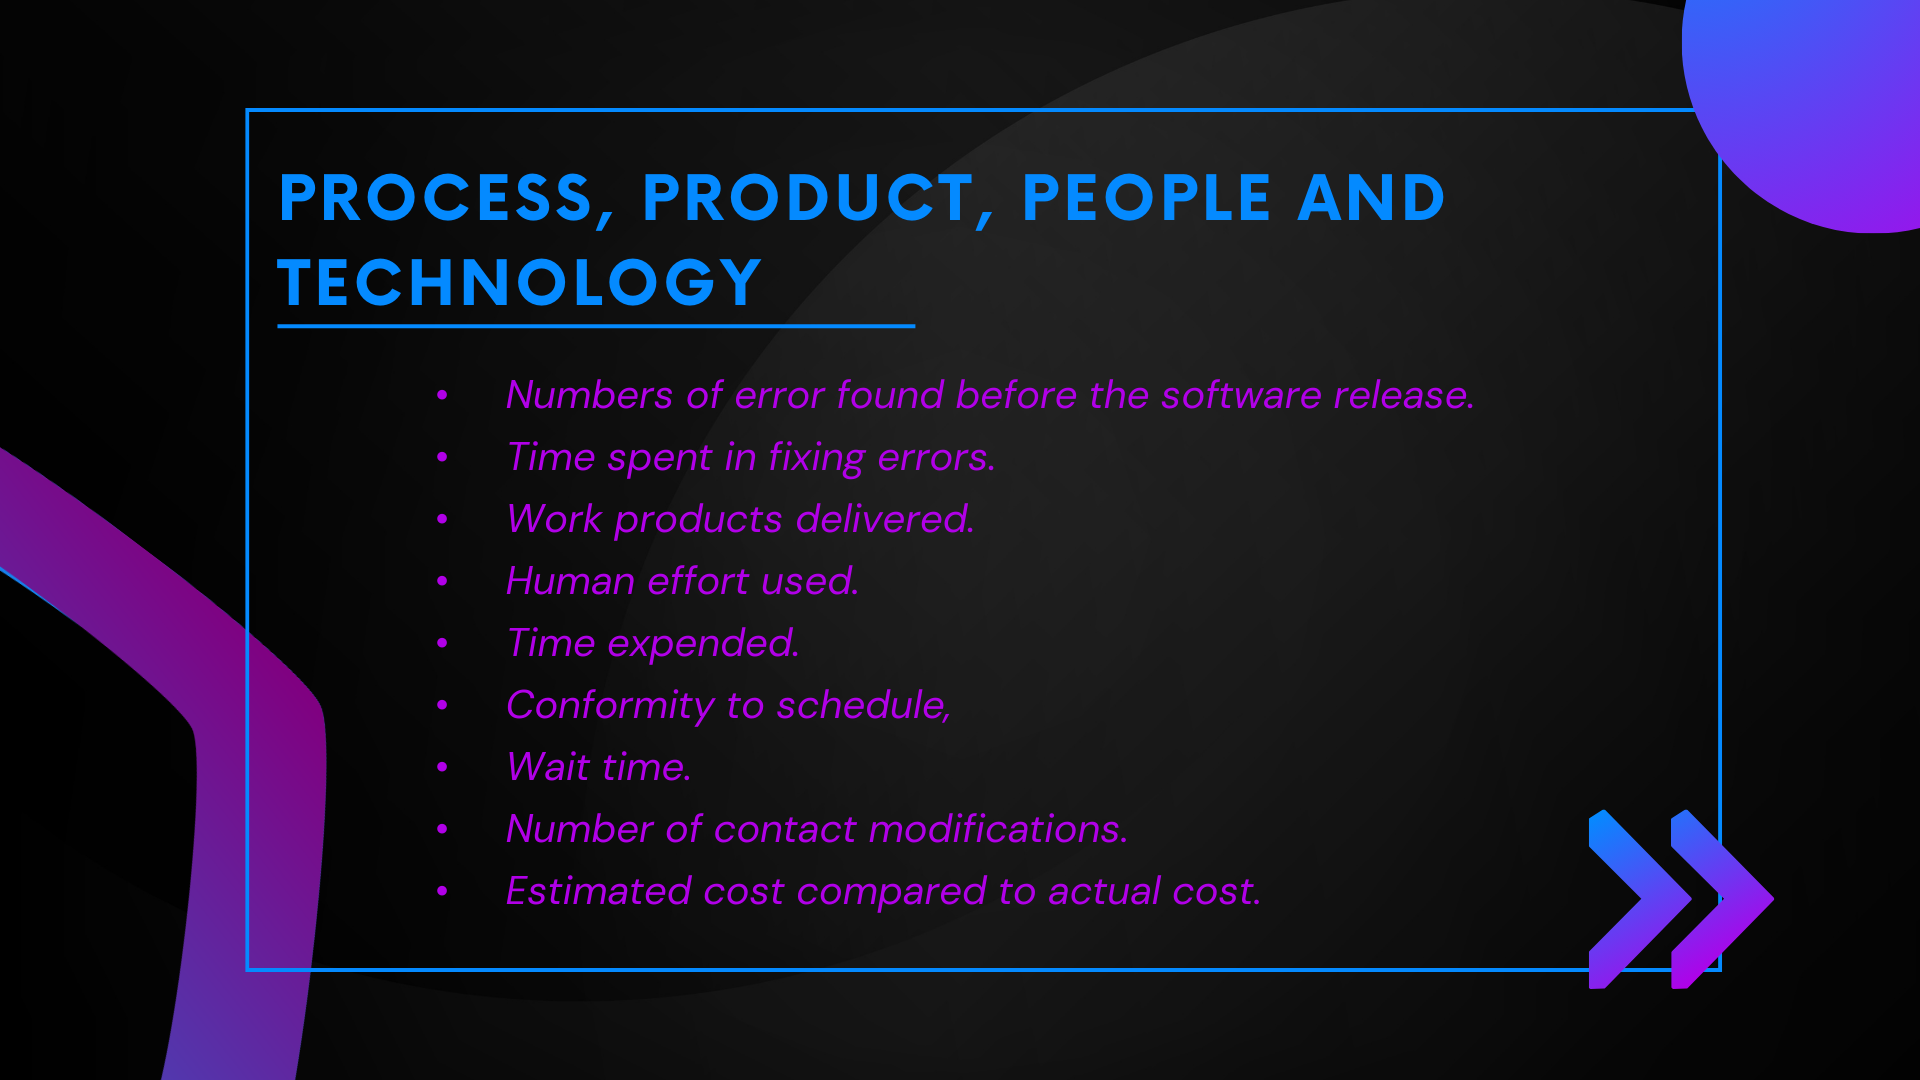 PROCESS, PRODUCT, PEOPLE AND
TECHNOLOGY
• Numbers of error found before the software release.
• Time spent in fixing errors.
• Work products delivered.
• Human effort used.
• Time expended.
• Conformity to schedule,
• Wait time.
• Number of contact modifications.
• Estimated cost compared to actual cost.